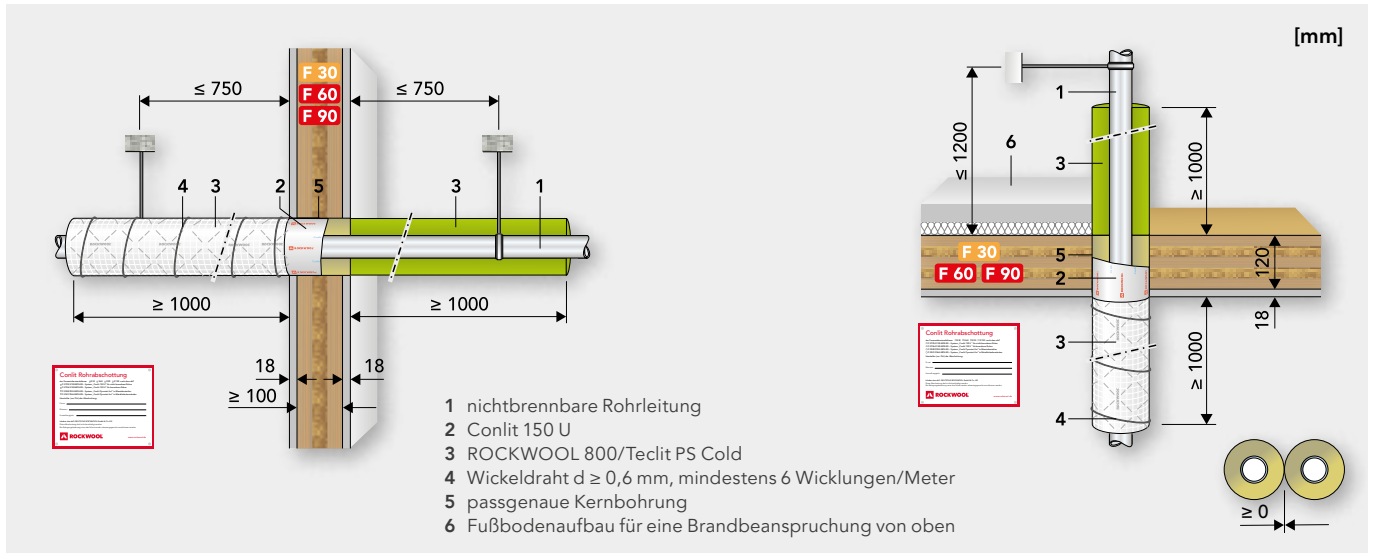 [mm]
F 30
F 60
F 90
≤ 750
≤ 750
4 3 2 5 3 1
ROCKWOOL
ROCKWOOL
≥ 1000
≥ 1000
18
18
≥ 100
Conlit Rohrabschottung
ROCKWOOL
1 nichtbrennbare Rohrleitung
2 Conlit 150 U
3 ROCKWOOL 800/Teclit PS Cold
4 Wickeldraht d ≥ 0,6 mm, mindestens 6 Wicklungen/Meter
5 passgenaue Kernbohrung
6 Fußbodenaufbau für eine Brandbeanspruchung von oben
≤ 1200
1
6
3
≥ 1000
5
F 30
F 60 F 90
2
120
18
3
≥ 1000
4
Conlit Rohrabschottung
ROCKWOOL
≥ 0